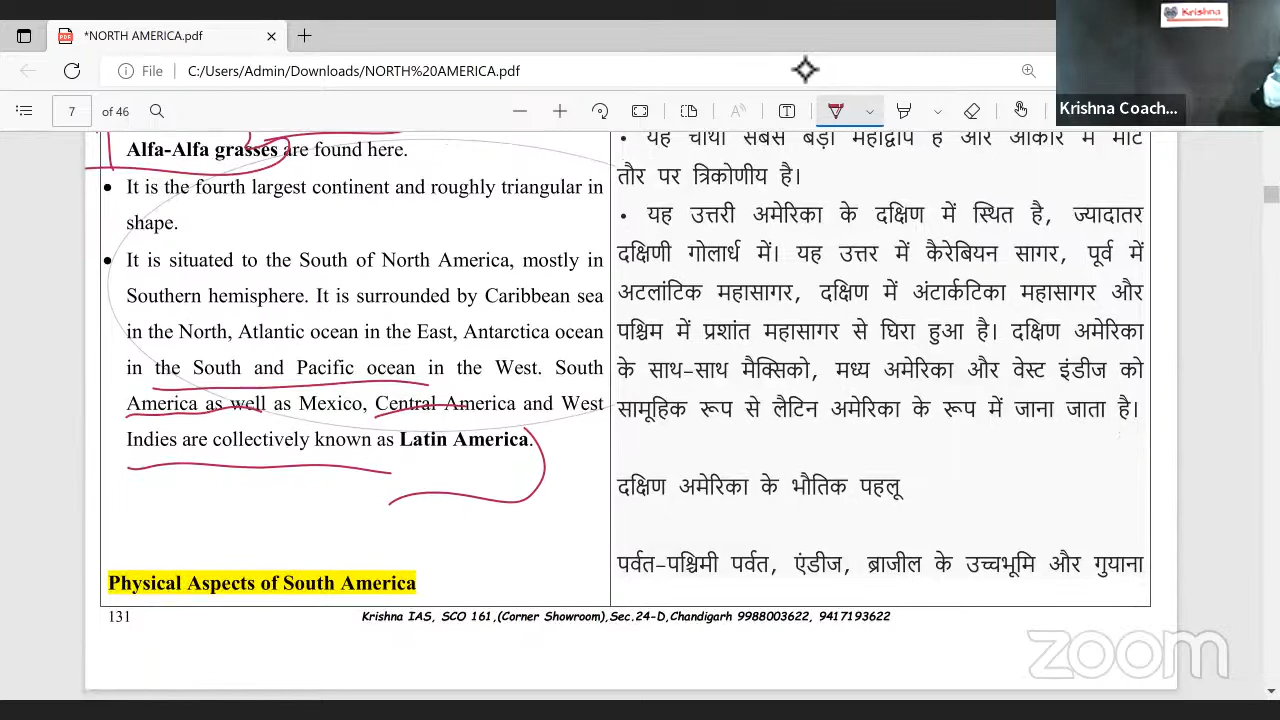 *NORTH AMERICA.pdf
File
C:/Users/Admin/Downloads/NORTH%20AMERICA.pdf
7 of 46
Krishna
Krishna Coach...
Alfa-Alfa grasses are found here.
• It is the fourth largest continent and roughly triangular in
shape.
• It is situated to the South of North America, mostly in
Southern hemisphere. It is surrounded by Caribbean sea
in the North, Atlantic ocean in the East, Antarctica ocean
in the South and Pacific ocean in the West. South
America as well as Mexico, Central America and West
Indies are collectively known as Latin America.
Physical Aspects of South America
• यह चौथा सबसे बड़ा महाद्वीप है और आकार में मोटे
तौर पर त्रिकोणीय है।
• यह उत्तरी अमेरिका के दक्षिण में स्थित है, ज्यादातर
दक्षिणी गोलार्ध में। यह उत्तर में कैरेबियन सागर, पूर्व में
अटलांटिक महासागर, दक्षिण में अंटार्कटिका महासागर और
पश्चिम में प्रशांत महासागर से घिरा हुआ है। दक्षिण अमेरिका
के साथ-साथ मैक्सिको, मध्य अमेरिका और वेस्ट इंडीज को
सामूहिक रूप से लैटिन अमेरिका के रूप में जाना जाता है।
दक्षिण अमेरिका के भौतिक पहलू
पर्वत-पश्चिमी पर्वत, एंडीज, ब्राजील के उच्चभूमि और गुयाना
131
Krishna IAS, SCO 161,(Corner Showroom),Sec.24-D,Chandigarh 9988003622, 9417193622
zoom